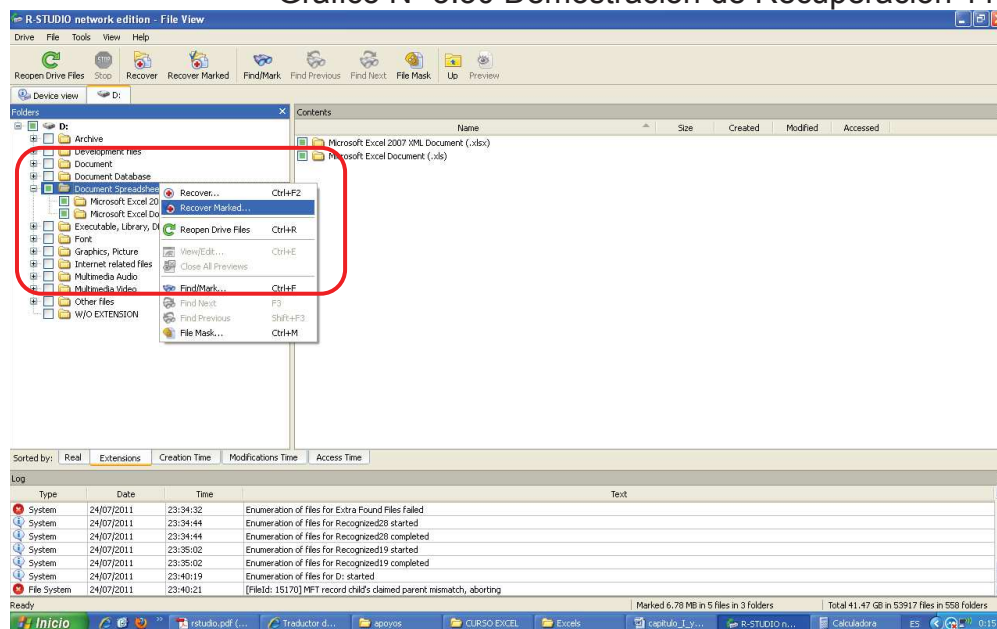 R-STUDIO network edition - File View
Drive File Tools View Help
Reopen Drive Files Stop Recover Recover Marked Find/Mark Find Previous Find Next File Mask Up Preview
Device view D:
Folders
D:
Archive
Development files
Document
Document Database
Document Spreadshee
Microsoft Excel 20
Microsoft Excel Do
Executable, Library, Dl
Font
Graphics, Picture
Internet related files
Multimedia Audio
Multimedia Video
Other files
W/O EXTENSION
Recover... Ctrl+F2
Recover Marked...
Reopen Drive Files Ctrl+R
View/Edit... Ctrl+E
Close All Previews
Find/Mark... Ctrl+F
Find Next F3
Find Previous Shift+F3
File Mask... Ctrl+M
Contents
Name Size Created Modified Accessed
Microsoft Excel 2007 XML Document (.xlsx)
Microsoft Excel Document (.xls)
Sorted by: Real Extensions Creation Time Modifications Time Access Time
Log
Type Date Time Text
System 24/07/2011 23:34:32 Enumeration of files for Extra Found Files failed
System 24/07/2011 23:34:44 Enumeration of files for Recognized28 started
System 24/07/2011 23:34:44 Enumeration of files for Recognized28 completed
System 24/07/2011 23:35:02 Enumeration of files for Recognized19 started
System 24/07/2011 23:35:02 Enumeration of files for Recognized19 completed
System 24/07/2011 23:40:19 Enumeration of files for D: started
File System 24/07/2011 23:40:21 [FileId: 15170] MFT record child's claimed parent mismatch, aborting
Ready Marked 6.78 MB in 5 files in 3 folders Total 41.47 GB in 53917 files in 558 folders
Inicio rstudio.pdf (... Traductor d... apoyos CURSO EXCEL Excels capitulo_I_y... R-STUDIO n... Calculadora ES 0:15